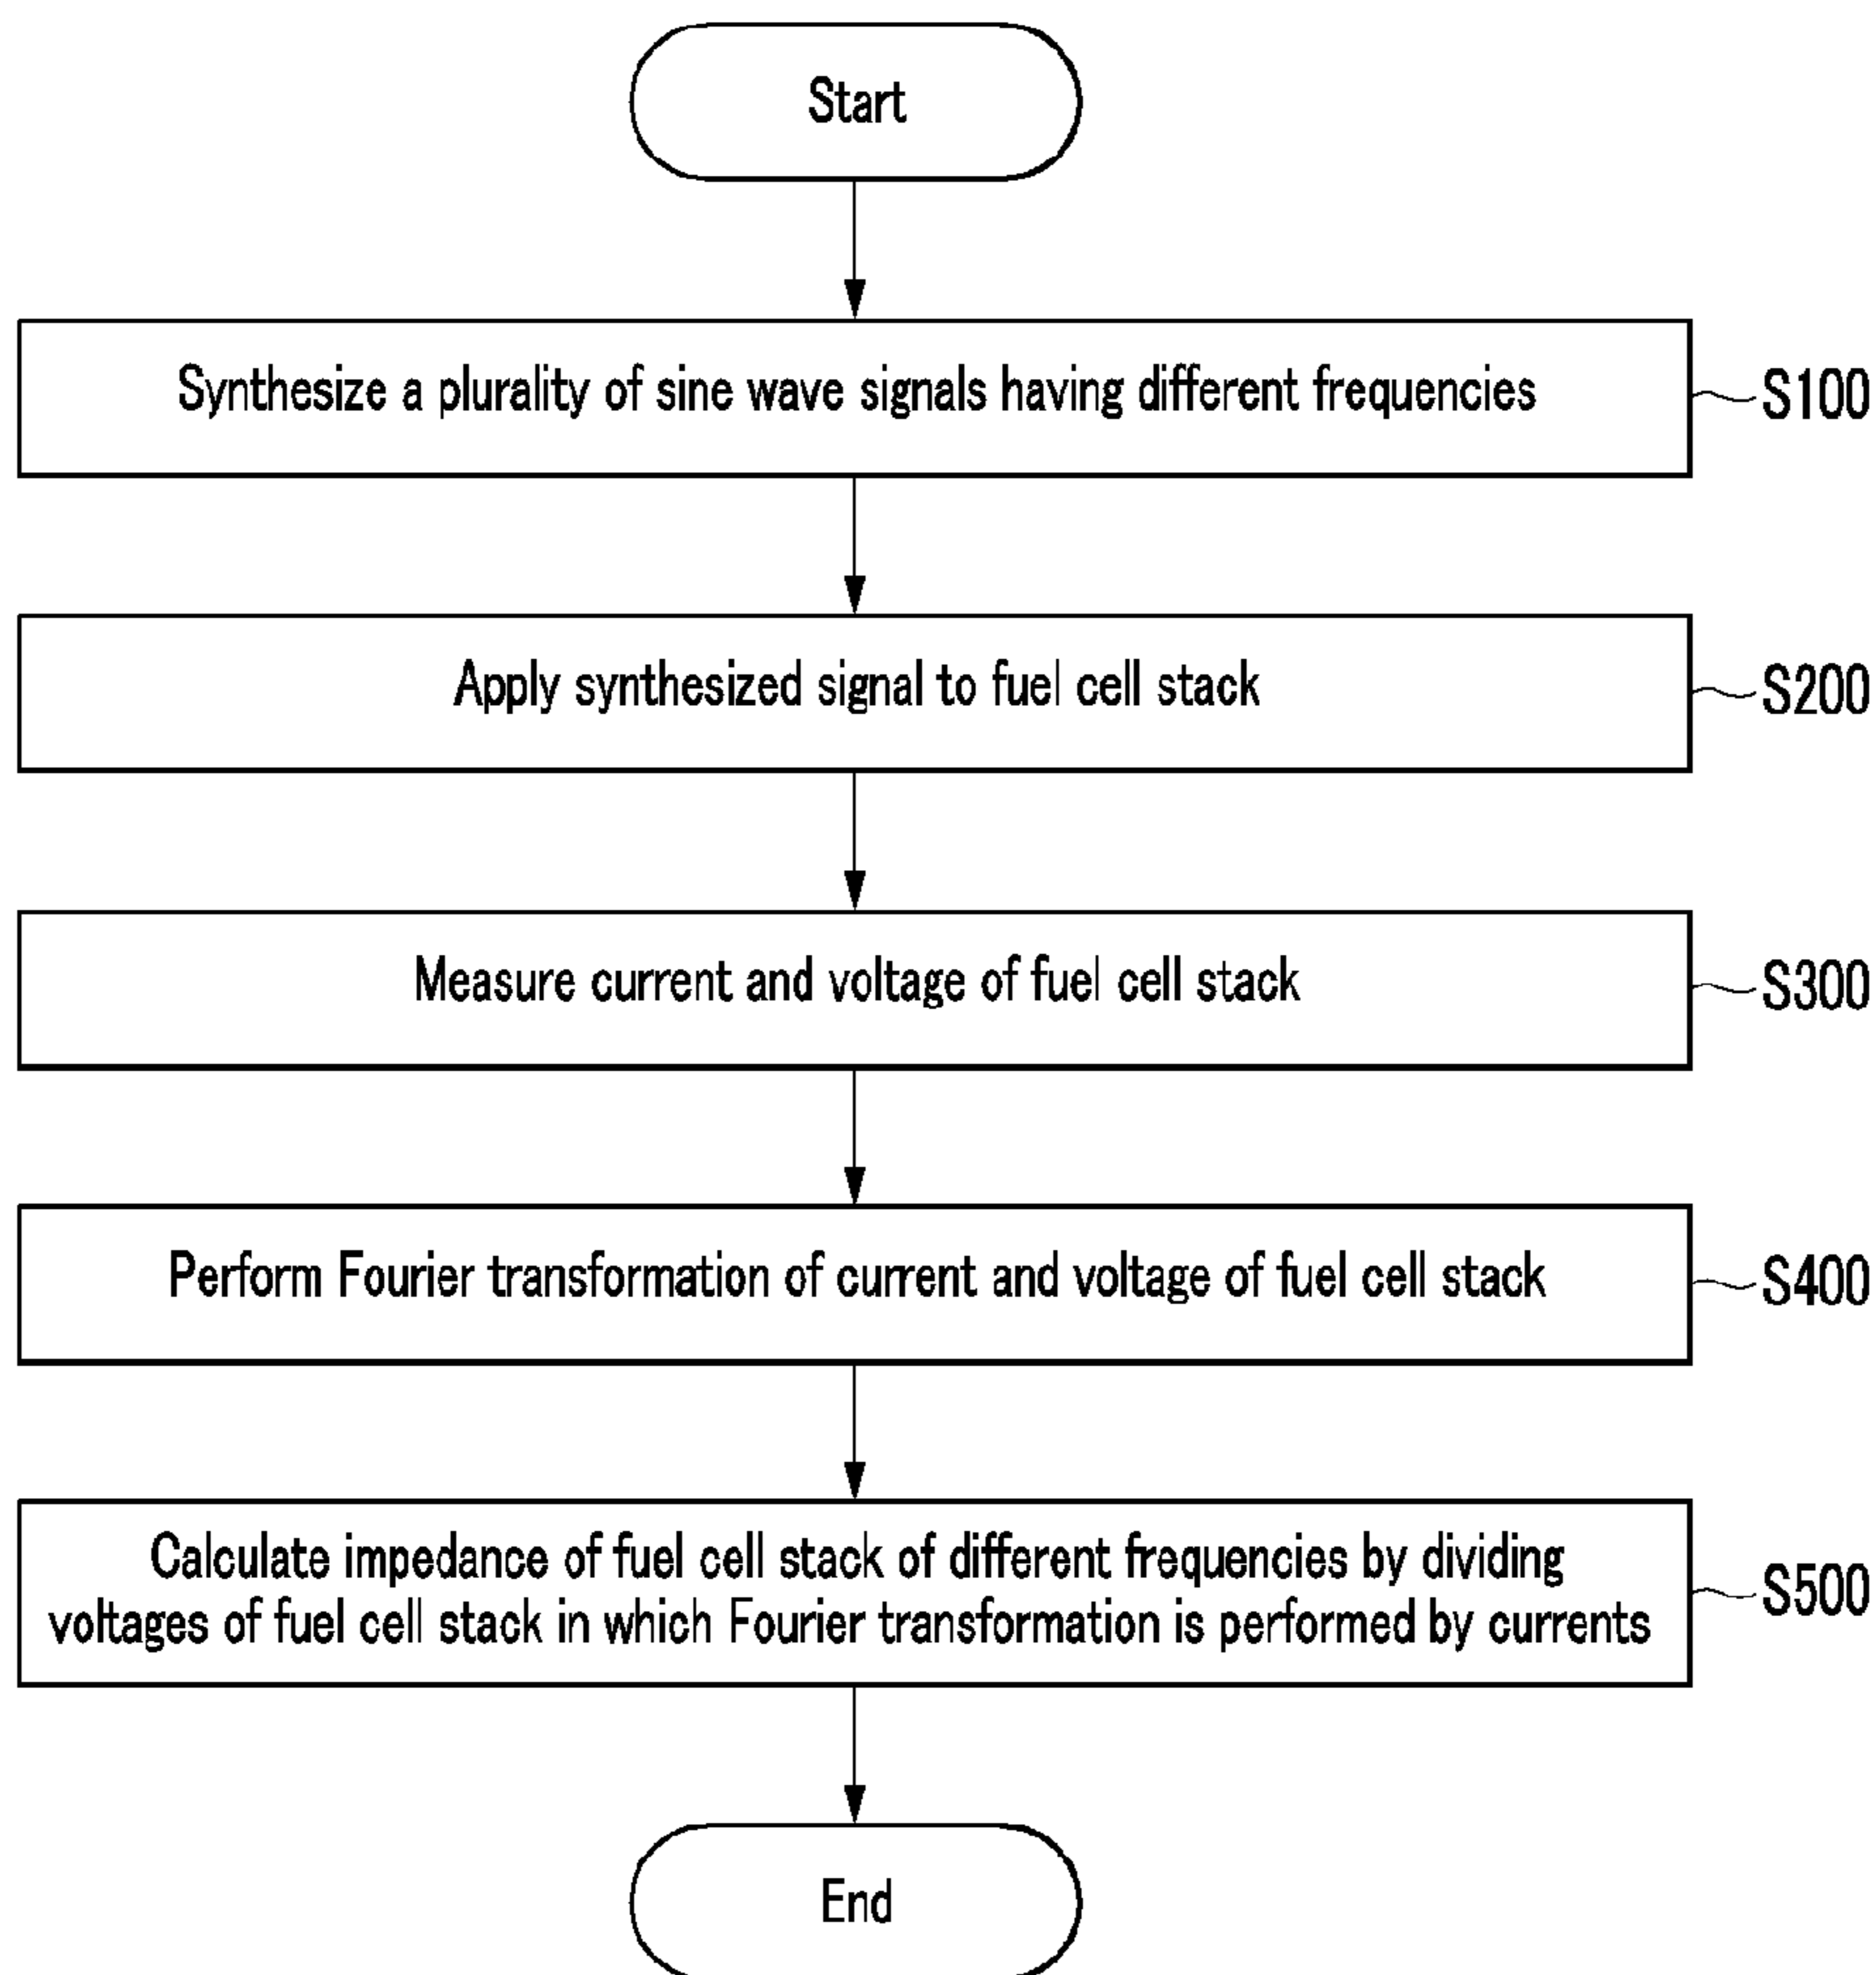 Start
Synthesize a plurality of sine wave signals having different frequencies
S100
Apply synthesized signal to fuel cell stack
S200
Measure current and voltage of fuel cell stack
S300
Perform Fourier transformation of current and voltage of fuel cell stack
S400
Calculate impedance of fuel cell stack of different frequencies by dividing
voltages of fuel cell stack in which Fourier transformation is performed by currents
S500
End